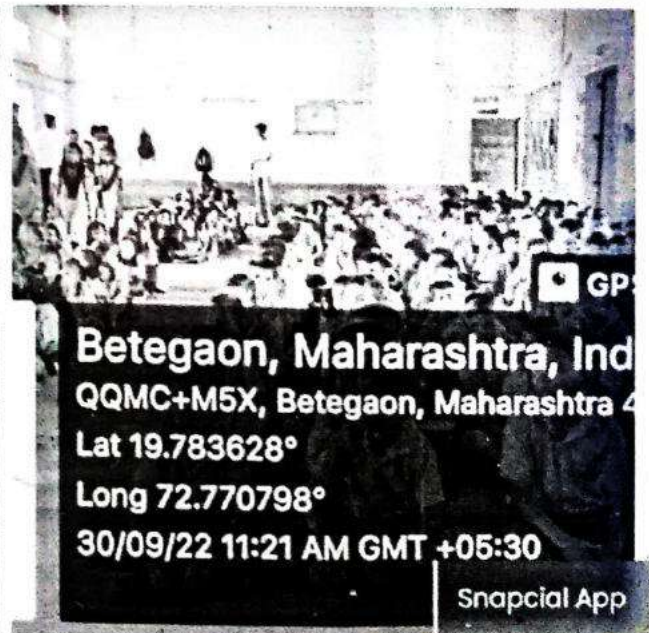 GPS
Betegaon, Maharashtra, Ind
QQMC+M5X, Betegaon, Maharashtra 4
Lat 19.783628°
Long 72.770798°
30/09/22 11:21 AM GMT +05:30
Snapcial App